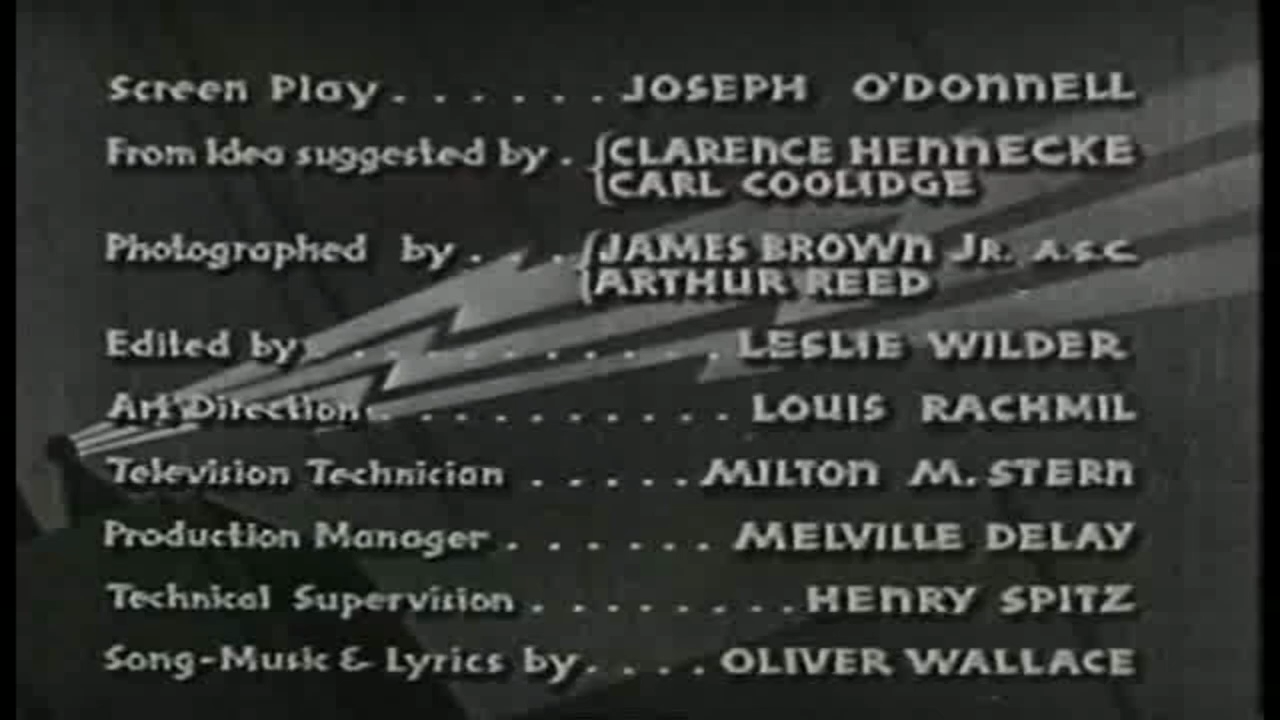 Screen Play . . . . . . . JOSEPH O'DONNELL
From Idea suggested by . {CLARENCE HENNECKE
{CARL COOLIDGE
Photographed by . . . {JAMES BROWN JR. A.S.C.
{ARTHUR REED
Edited by . . . . . . . . . . . LESLIE WILDER
Art Direction . . . . . . . . . . LOUIS RACHMIL
Television Technician . . . . . MILTON M. STERN
Production Manager . . . . . . MELVILLE DELAY
Technical Supervision . . . . . . . . HENRY SPITZ
Song-Music & Lyrics by . . . . OLIVER WALLACE